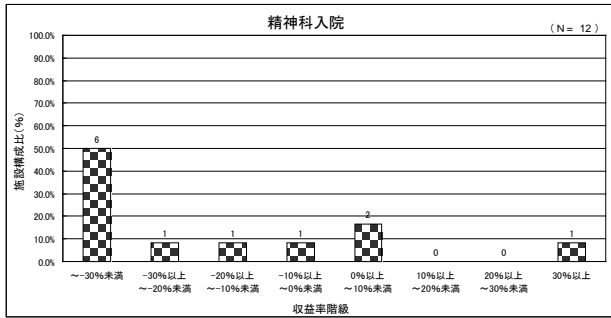 精神科入院
(N= 12)
施設構成比(%)
100.0%
90.0%
80.0%
70.0%
60.0%
50.0%
40.0%
30.0%
20.0%
10.0%
0.0%
6
1
1
1
2
0
0
1
～-30%未満
-30%以上
～-20%未満
-20%以上
～-10%未満
-10%以上
～0%未満
0%以上
～10%未満
10%以上
～20%未満
20%以上
～30%未満
30%以上
収益率階級